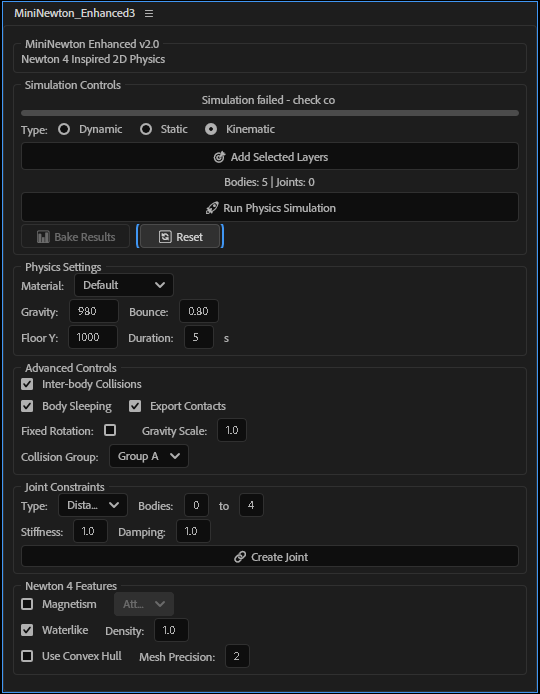 MiniNewton_Enhanced3
MiniNewton Enhanced v2.0
Newton 4 Inspired 2D Physics
Simulation Controls
Simulation failed - check co
Type: Dynamic Static Kinematic
Add Selected Layers
Bodies: 5 | Joints: 0
Run Physics Simulation
Bake Results Reset
Physics Settings
Material: Default
Gravity: 980 Bounce: 0.80
Floor Y: 1000 Duration: 5 s
Advanced Controls
Inter-body Collisions
Body Sleeping Export Contacts
Fixed Rotation: Gravity Scale: 1.0
Collision Group: Group A
Joint Constraints
Type: Dista... Bodies: 0 to 4
Stiffness: 1.0 Damping: 1.0
Create Joint
Newton 4 Features
Magnetism Att...
Waterlike Density: 1.0
Use Convex Hull Mesh Precision: 2